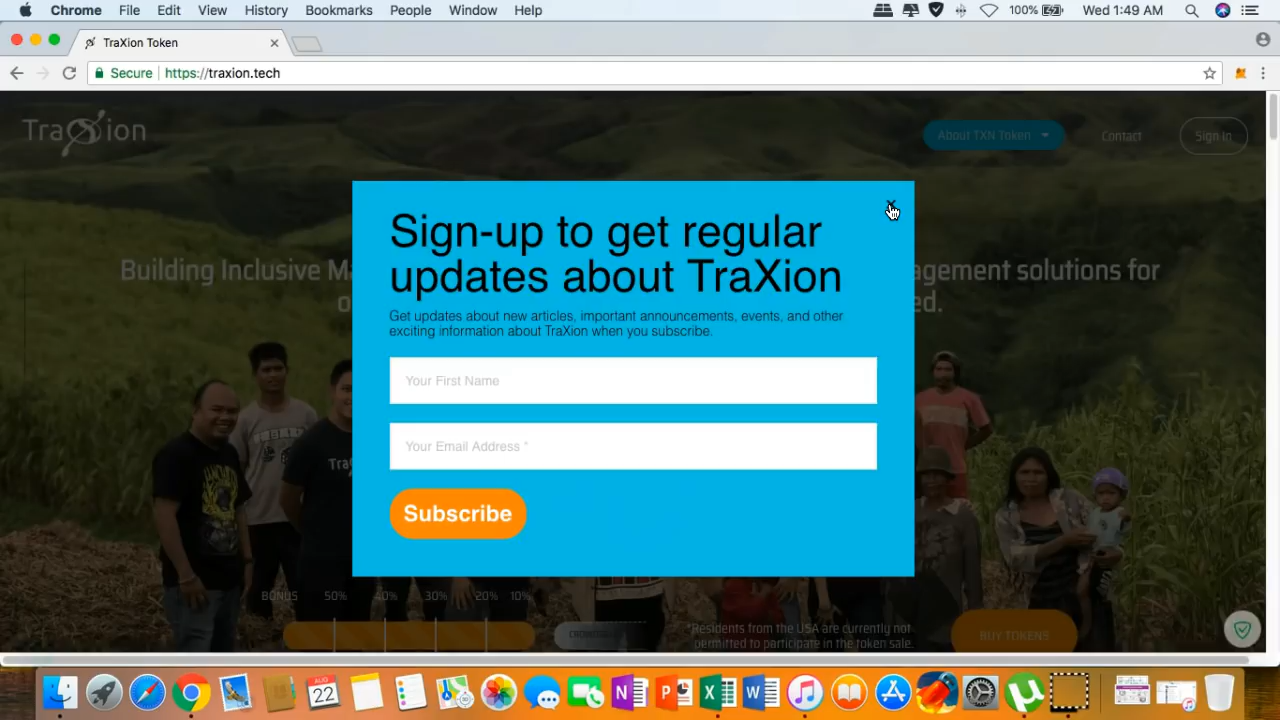 Chrome File Edit View History Bookmarks People Window Help 100% Wed 1:49 AM
TraXion Token
Secure https://traxion.tech
TraXion About TXN Token Contact Sign In
Sign-up to get regular
updates about TraXion
Building Inclusive Ma agement solutions for
o ed.
Get updates about new articles, important announcements, events, and other
exciting information about TraXion when you subscribe.
Your First Name
Your Email Address *
Subscribe
BONUS 50% 40% 30% 20% 10%
*Residents from the USA are currently not
permitted to participate in the token sale.
BUY TOKENS
AUG
22